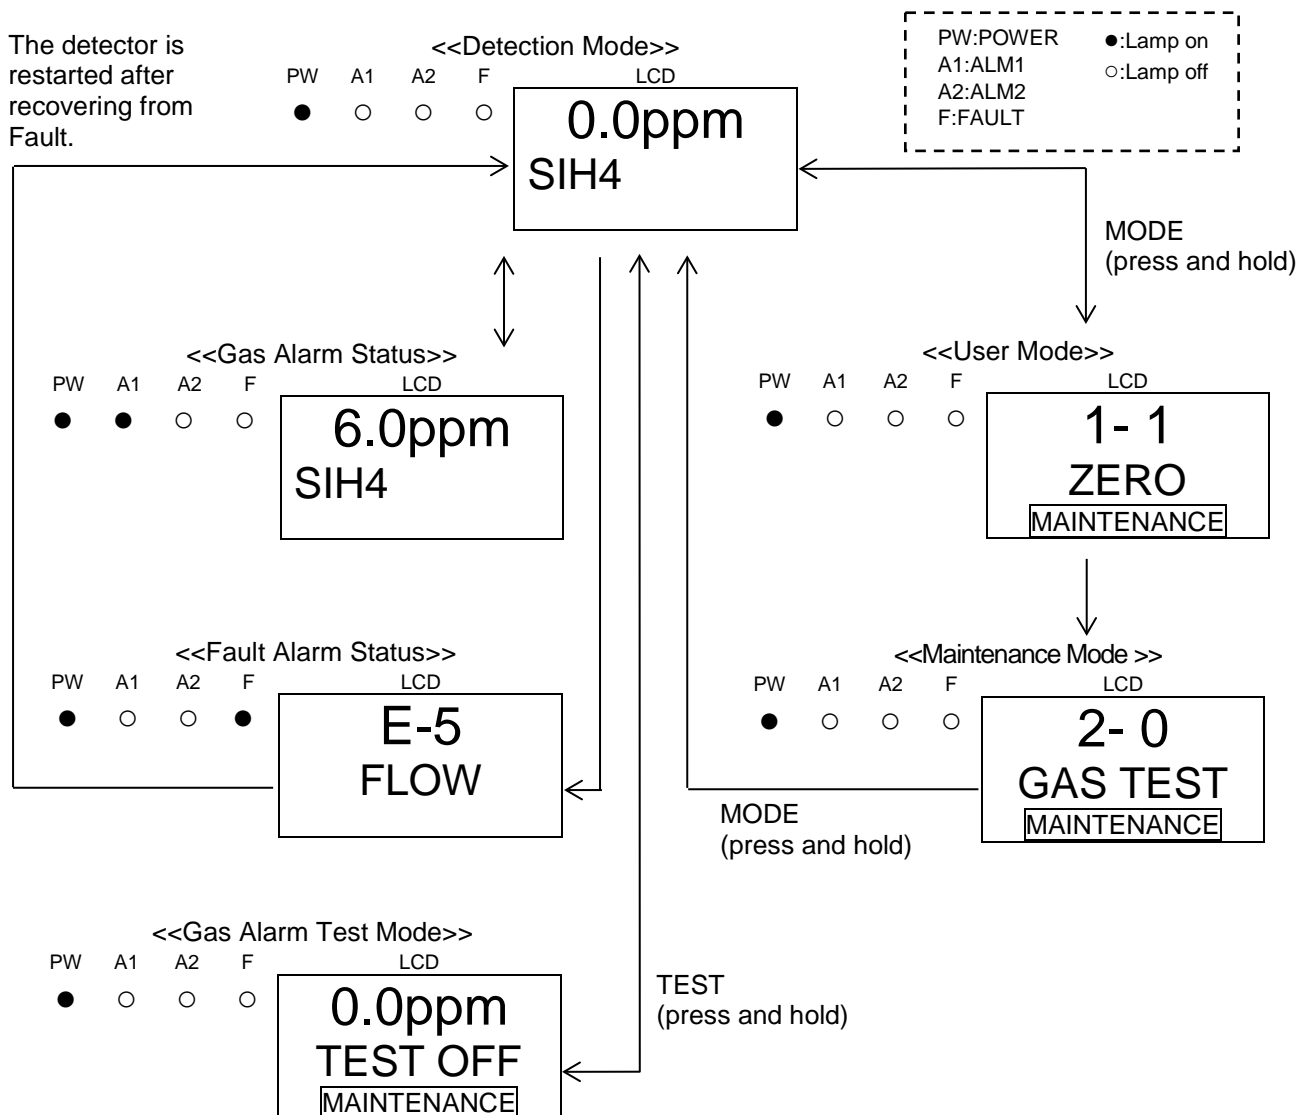 The detector is
restarted after
recovering from
Fault.
<<Detection Mode>>
PW A1 A2 F LCD
0.0ppm
SIH4
PW:POWER ●:Lamp on
A1:ALM1 ○:Lamp off
A2:ALM2
F:FAULT
MODE
(press and hold)
<<Gas Alarm Status>>
PW A1 A2 F LCD
6.0ppm
SIH4
<<User Mode>>
PW A1 A2 F LCD
1- 1
ZERO
MAINTENANCE
<<Fault Alarm Status>>
PW A1 A2 F LCD
E-5
FLOW
<<Maintenance Mode >>
PW A1 A2 F LCD
2- 0
GAS TEST
MAINTENANCE
MODE
(press and hold)
<<Gas Alarm Test Mode>>
PW A1 A2 F LCD
0.0ppm
TEST OFF
MAINTENANCE
TEST
(press and hold)